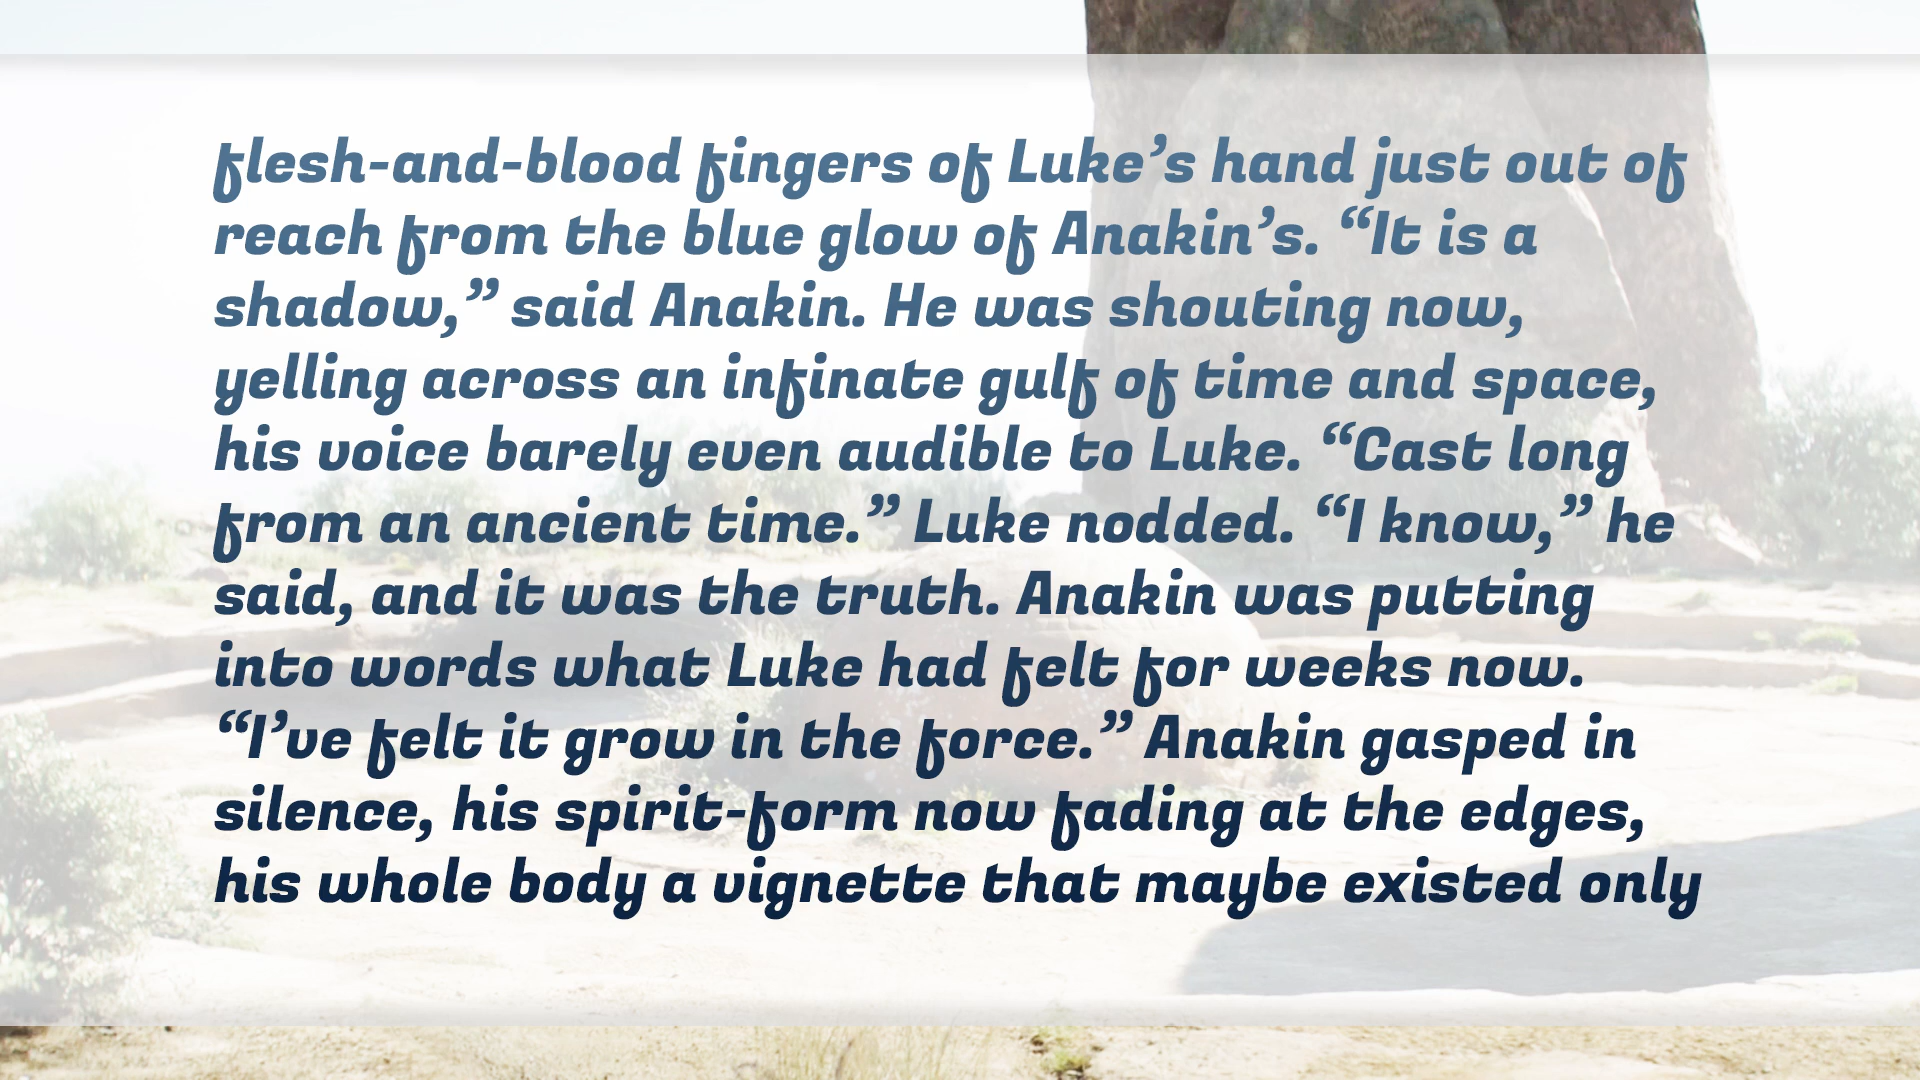 flesh-and-blood fingers of Luke’s hand just out of
reach from the blue glow of Anakin’s. “It is a
shadow,” said Anakin. He was shouting now,
yelling across an infinate gulf of time and space,
his voice barely even audible to Luke. “Cast long
from an ancient time.” Luke nodded. “I know,” he
said, and it was the truth. Anakin was putting
into words what Luke had felt for weeks now.
“I’ve felt it grow in the force.” Anakin gasped in
silence, his spirit-form now fading at the edges,
his whole body a vignette that maybe existed only